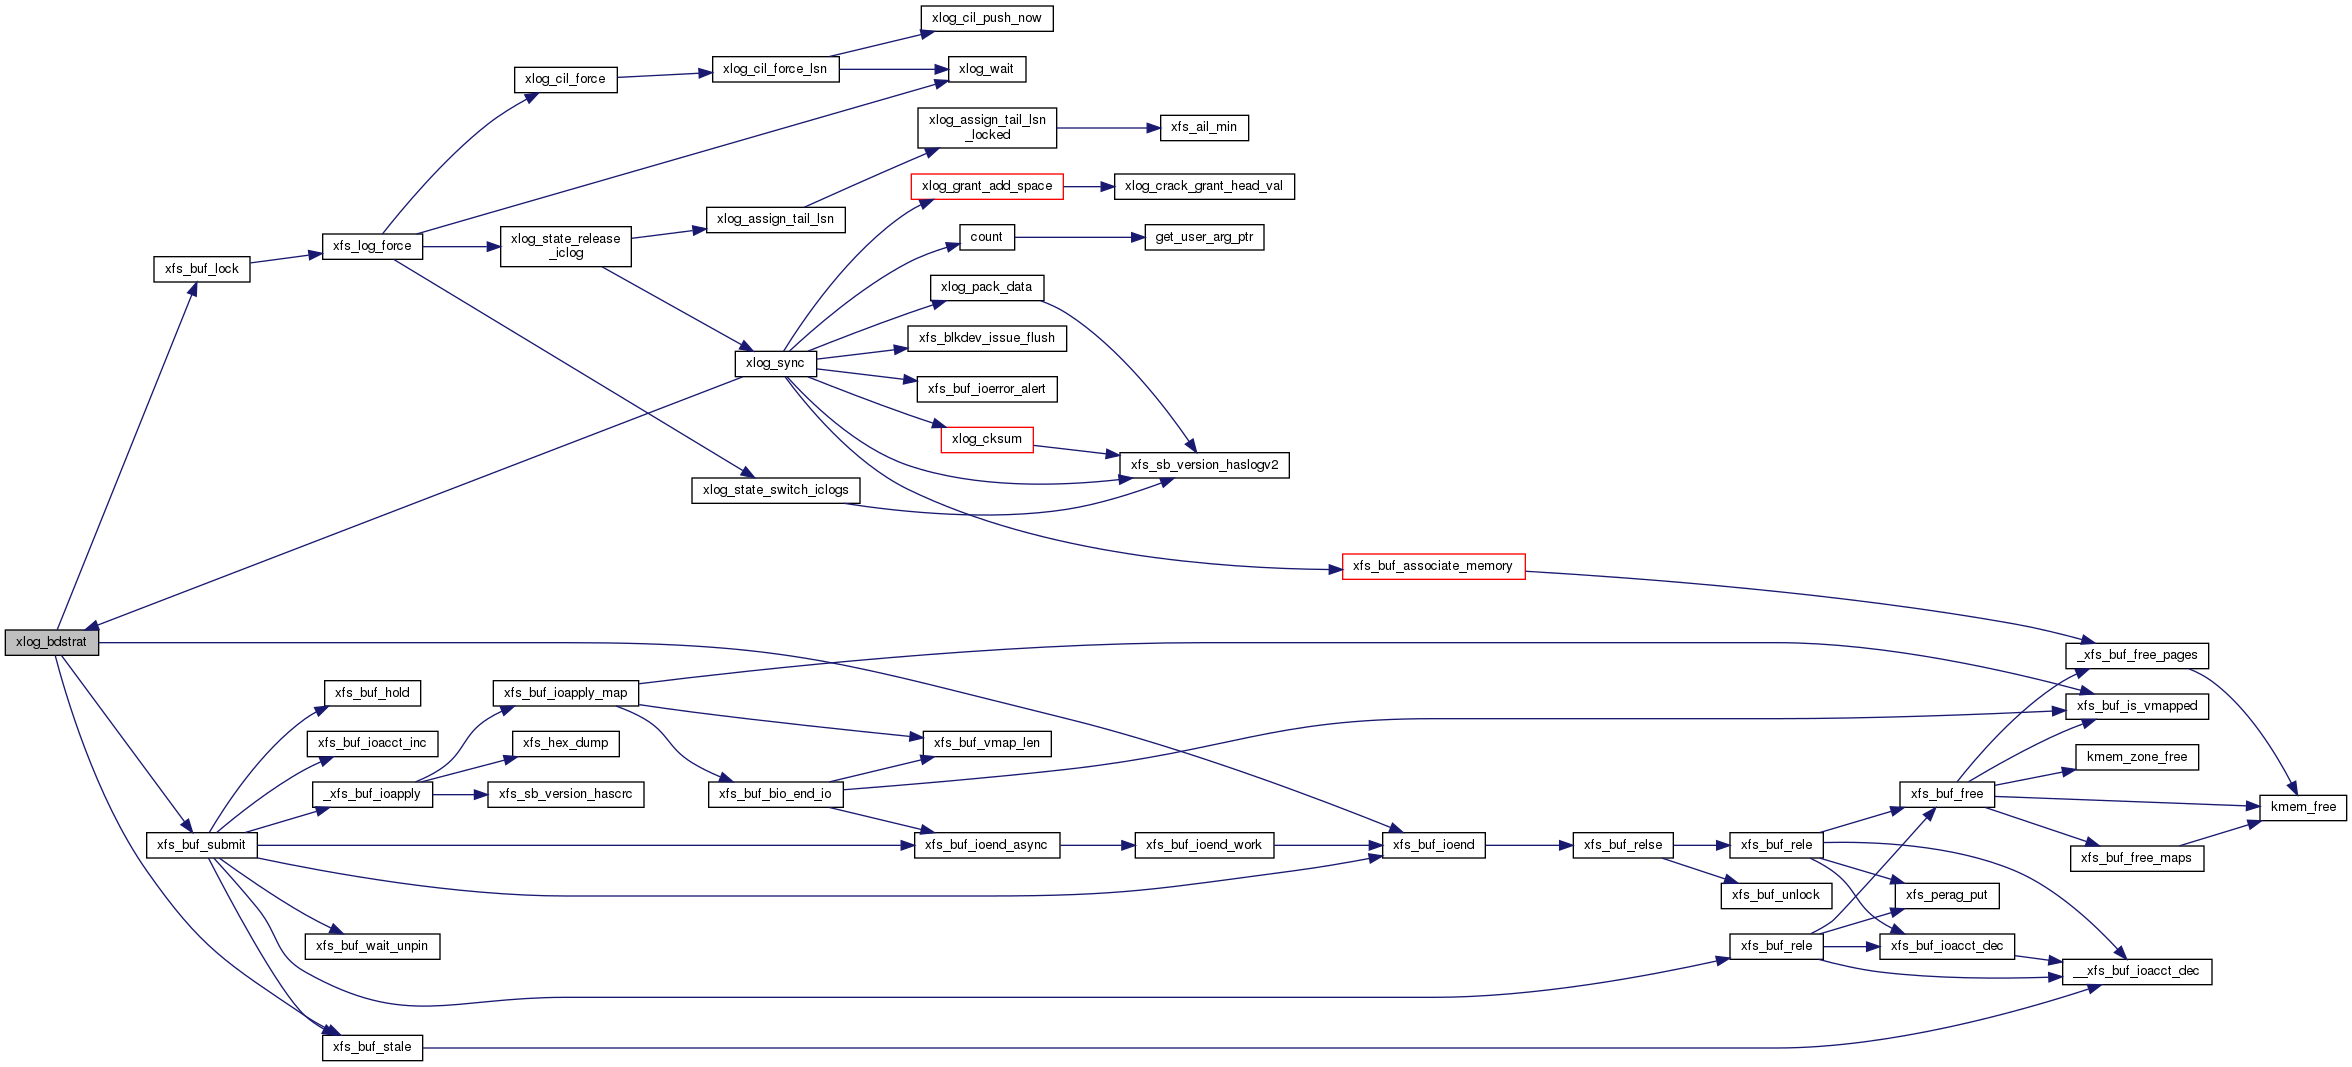 xlog_cil_push_now
xlog_cil_force
xlog_cil_force_lsn
xlog_wait
xlog_assign_tail_lsn
_locked
xfs_ail_min
xlog_grant_add_space
xlog_crack_grant_head_val
xlog_assign_tail_lsn
xfs_log_force
xlog_state_release
_iclog
count
get_user_arg_ptr
xfs_buf_lock
xlog_pack_data
xfs_blkdev_issue_flush
xlog_sync
xfs_buf_ioerror_alert
xlog_cksum
xfs_sb_version_haslogv2
xlog_state_switch_iclogs
xfs_buf_associate_memory
xlog_bdstrat
_xfs_buf_free_pages
xfs_buf_hold
xfs_buf_ioapply_map
xfs_buf_is_vmapped
xfs_buf_ioacct_inc
xfs_hex_dump
xfs_buf_vmap_len
kmem_zone_free
_xfs_buf_ioapply
xfs_sb_version_hascrc
xfs_buf_bio_end_io
xfs_buf_free
kmem_free
xfs_buf_submit
xfs_buf_ioend_async
xfs_buf_ioend_work
xfs_buf_ioend
xfs_buf_relse
xfs_buf_rele
xfs_buf_free_maps
xfs_buf_unlock
xfs_perag_put
xfs_buf_wait_unpin
xfs_buf_rele
xfs_buf_ioacct_dec
__xfs_buf_ioacct_dec
xfs_buf_stale